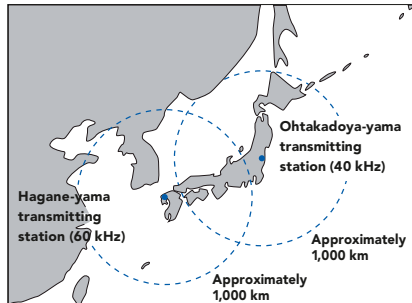 Ohtakadoya-yama
transmitting
station (40 kHz)
Hagane-yama
transmitting
station (60 kHz)
Approximately
1,000 km
Approximately
1,000 km